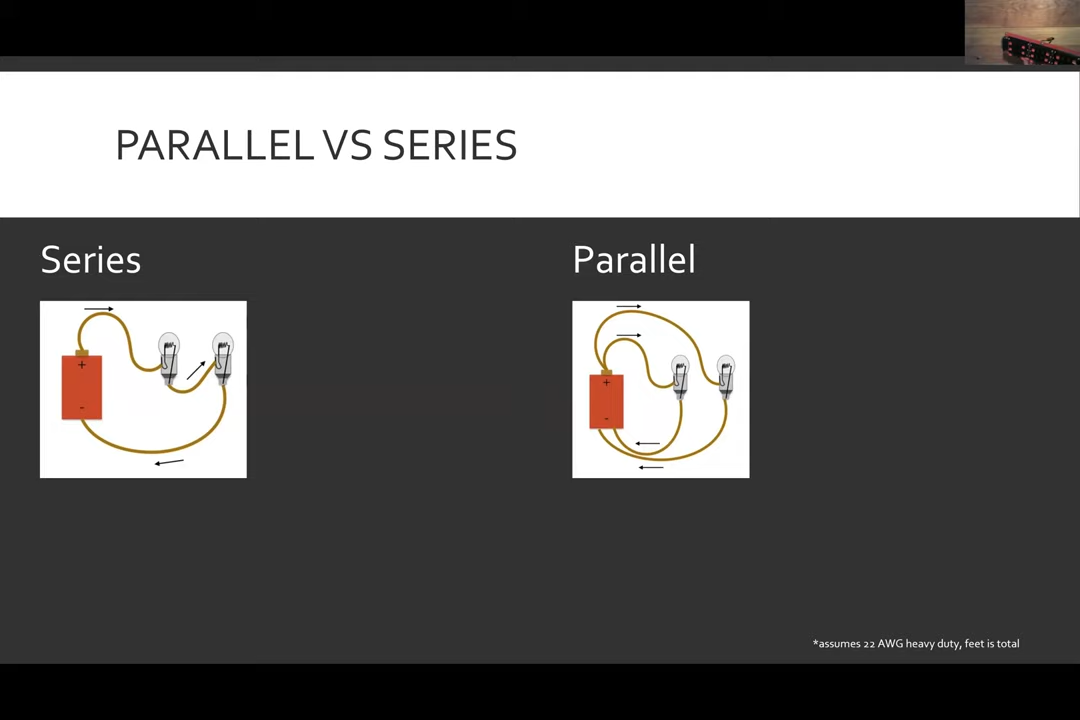 PARALLEL VS SERIES
Series
Parallel
+
-
+
-
*assumes 22 AWG heavy duty, feet is total